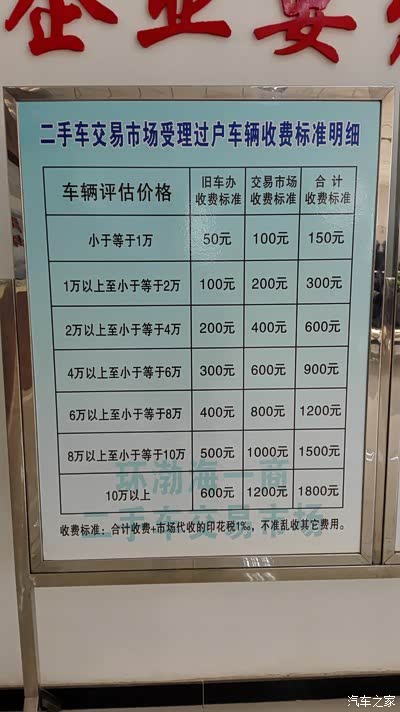 企业要
二手车交易市场受理过户车辆收费标准明细
车辆评估价格 旧车办收费标准 交易市场收费标准 合计收费标准
小于等于1万 50元 100元 150元
1万以上至小于等于2万 100元 200元 300元
2万以上至小于等于4万 200元 400元 600元
4万以上至小于等于6万 300元 600元 900元
6万以上至小于等于8万 400元 800元 1200元
8万以上至小于等于10万 500元 1000元 1500元
10万以上 600元 1200元 1800元
环渤海一商
二手车交易市场
收费标准：合计收费+市场代收的印花税1‰，不准乱收其它费用。
汽车之家